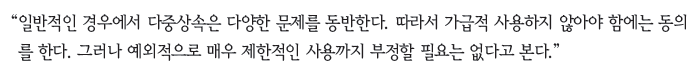 “일반적인 경우에서 다중상속은 다양한 문제를 동반한다. 따라서 가급적 사용하지 않아야 함에는 동의
를 한다. 그러나 예외적으로 매우 제한적인 사용까지 부정할 필요는 없다고 본다.”